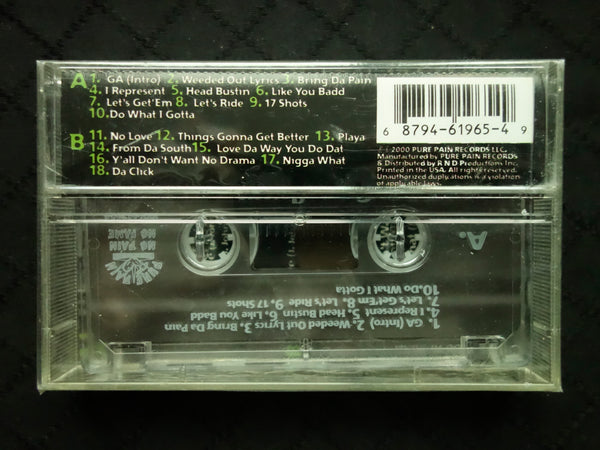 A 1. GA (Intro) 2. Weeded Out Lyrics 3. Bring Da Pain
4. I Represent 5. Head Bustin 6. Like You Badd
7. Let's Get'Em 8. Let's Ride 9. 17 Shots
10. Do What I Gotta
B 11. No Love 12. Things Gonna Get Better 13. Playa
14. From Da South 15. Love Da Way You Do Dat
16. Y'all Don't Want No Drama 17. Nigga What
18. Da Click
6 8794-61965-4 9
2000 PURE PAIN RECORDS LLC.
Manufactured by PURE PAIN RECORDS
& Distributed by R N D Productions Inc.
Printed in the USA. All rights reserved.
Unauthorized duplications is a violation
of applicable laws.
A.
NO PAIN
NO FAME
1. GA (Intro) 2. Weeded Out Lyrics 3. Bring Da Pain
4. I Represent 5. Head Bustin 6. Like You Badd
7. Let's Get'Em 8. Let's Ride 9. 17 Shots
10. Do What I Gotta